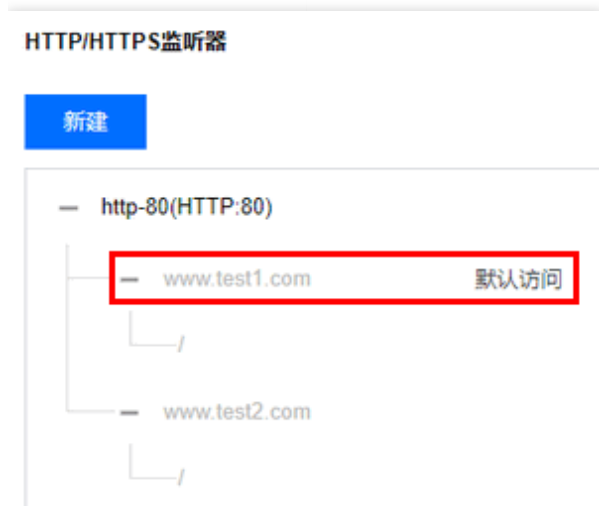 HTTP/HTTPS监听器
新建
http-80(HTTP:80)
www.test1.com 默认访问
/
www.test2.com
/